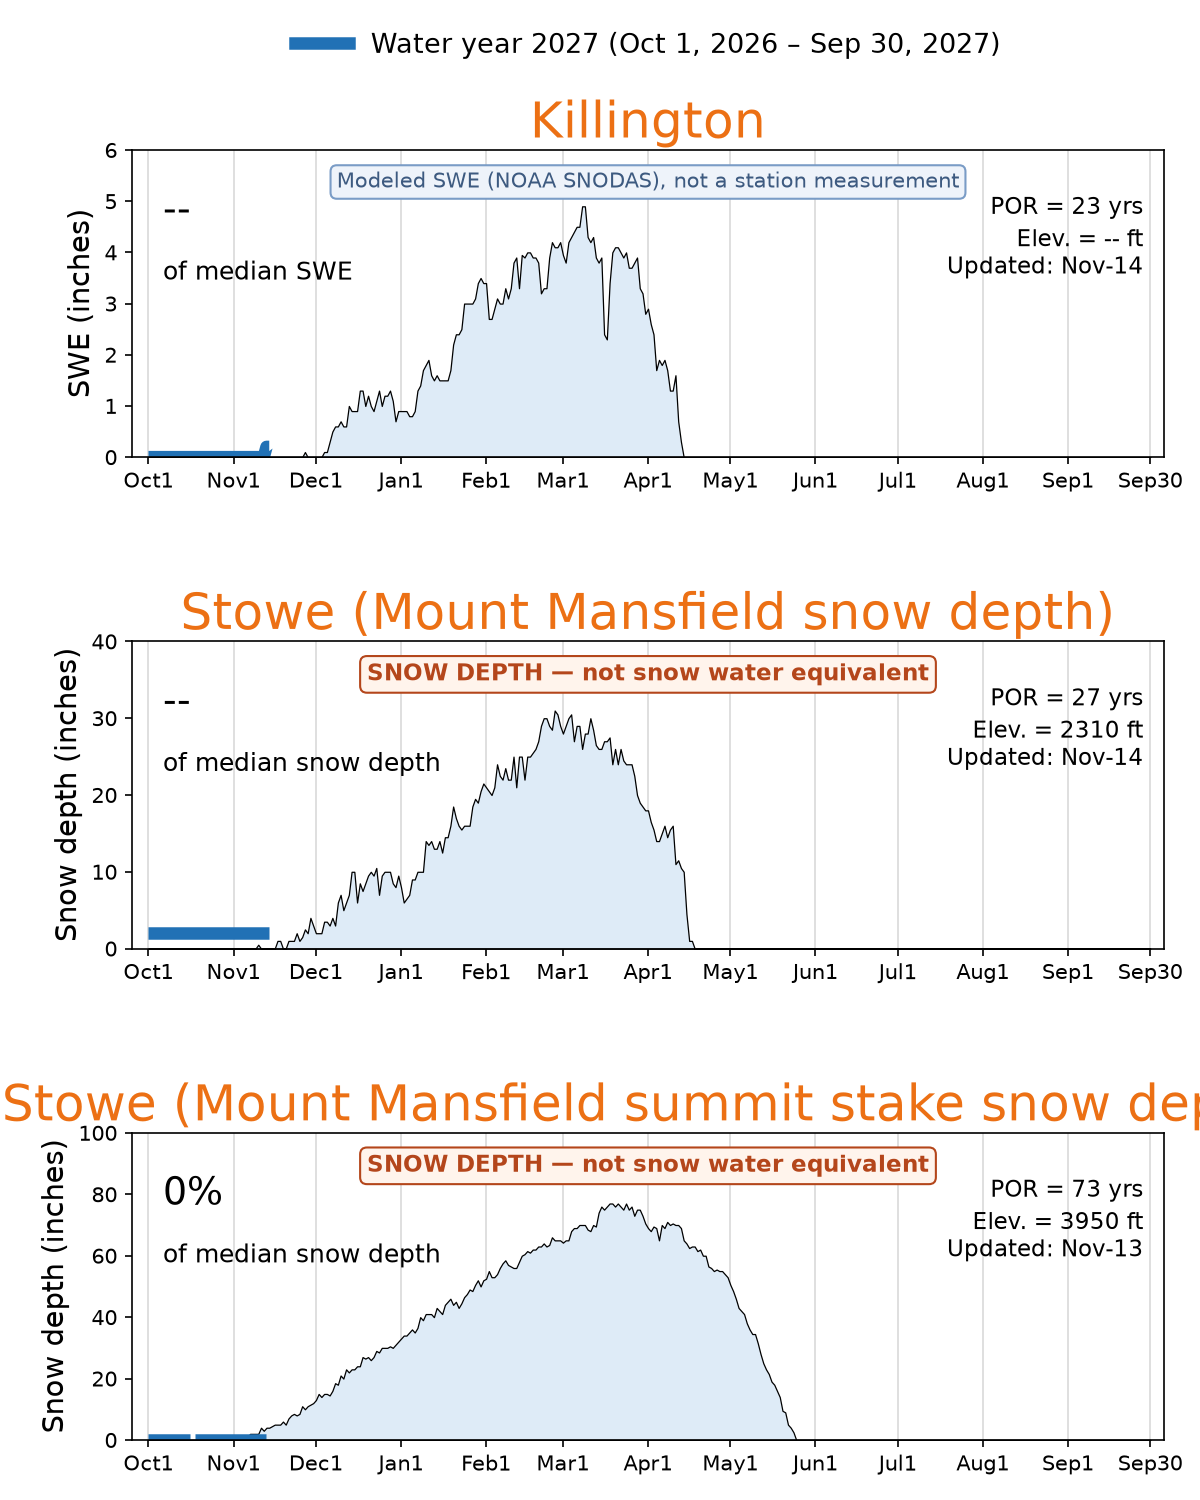 Water year 2027 (Oct 1, 2026 – Sep 30, 2027)
Killington
Modeled SWE (NOAA SNODAS), not a station measurement
--
of median SWE
POR = 23 yrs
Elev. = -- ft
Updated: Nov-14
SWE (inches)
6
5
4
3
2
1
0
Oct1 Nov1 Dec1 Jan1 Feb1 Mar1 Apr1 May1 Jun1 Jul1 Aug1 Sep1 Sep30
Stowe (Mount Mansfield snow depth)
SNOW DEPTH — not snow water equivalent
--
of median snow depth
POR = 27 yrs
Elev. = 2310 ft
Updated: Nov-14
Snow depth (inches)
40
30
20
10
0
Oct1 Nov1 Dec1 Jan1 Feb1 Mar1 Apr1 May1 Jun1 Jul1 Aug1 Sep1 Sep30
Stowe (Mount Mansfield summit stake snow dep
SNOW DEPTH — not snow water equivalent
0%
of median snow depth
POR = 73 yrs
Elev. = 3950 ft
Updated: Nov-13
Snow depth (inches)
100
80
60
40
20
0
Oct1 Nov1 Dec1 Jan1 Feb1 Mar1 Apr1 May1 Jun1 Jul1 Aug1 Sep1 Sep30